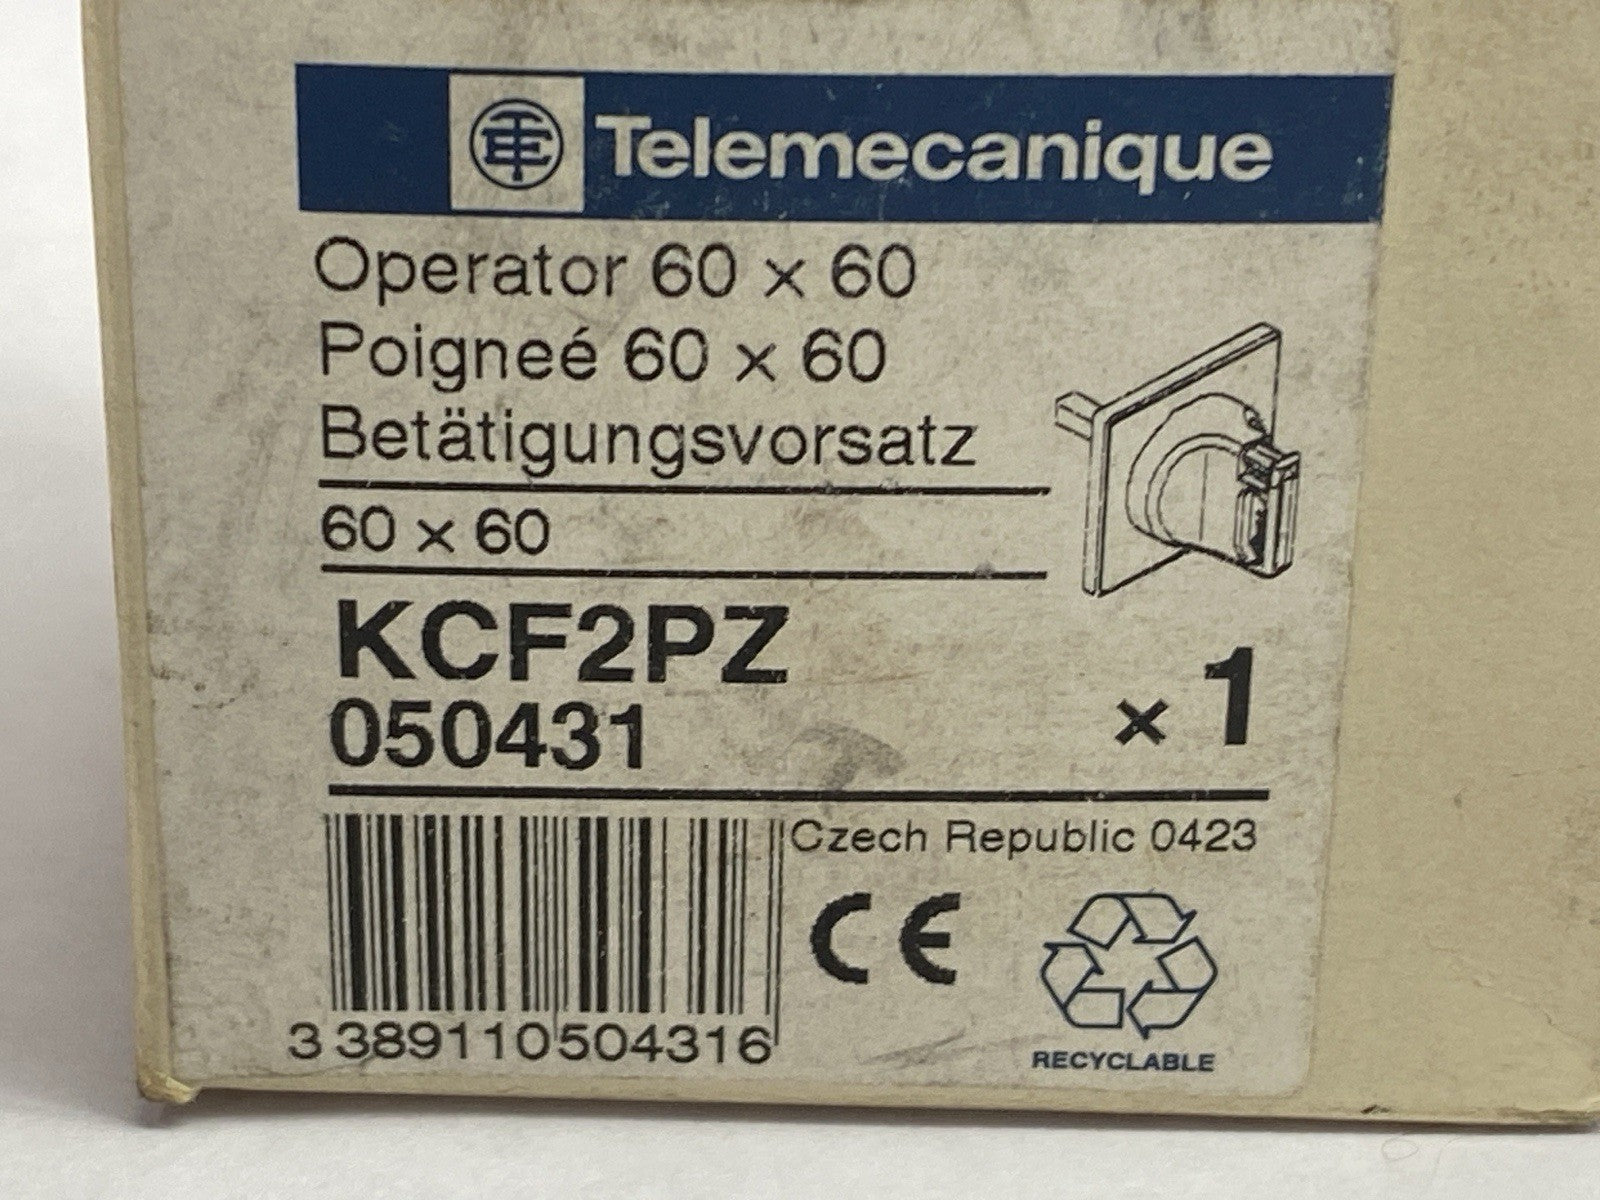 TE Telemecanique
Operator 60 × 60
Poigneé 60 × 60
Betätigungsvorsatz
60 × 60
KCF2PZ
050431
× 1
Czech Republic 0423
CE
3 389110 504316
RECYCLABLE